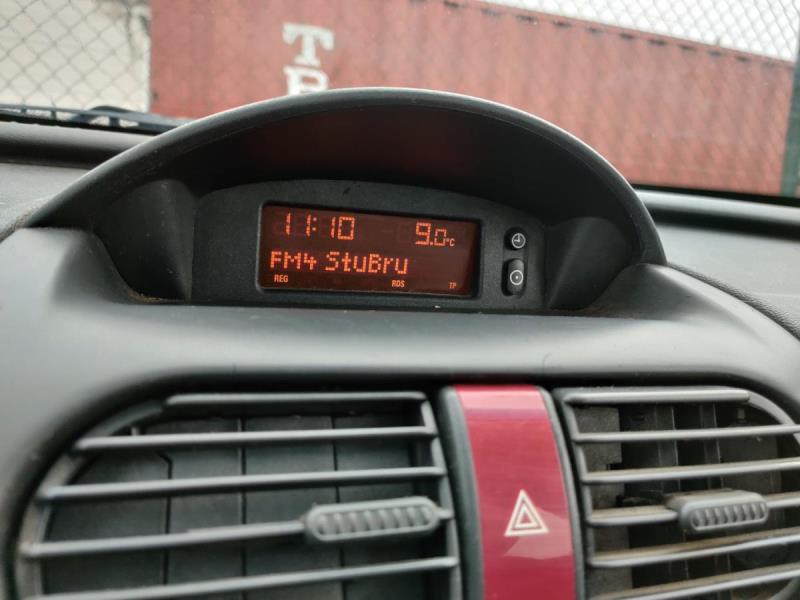 T
11:10 9.0°C
FM4 StuBru
REG RDS TP